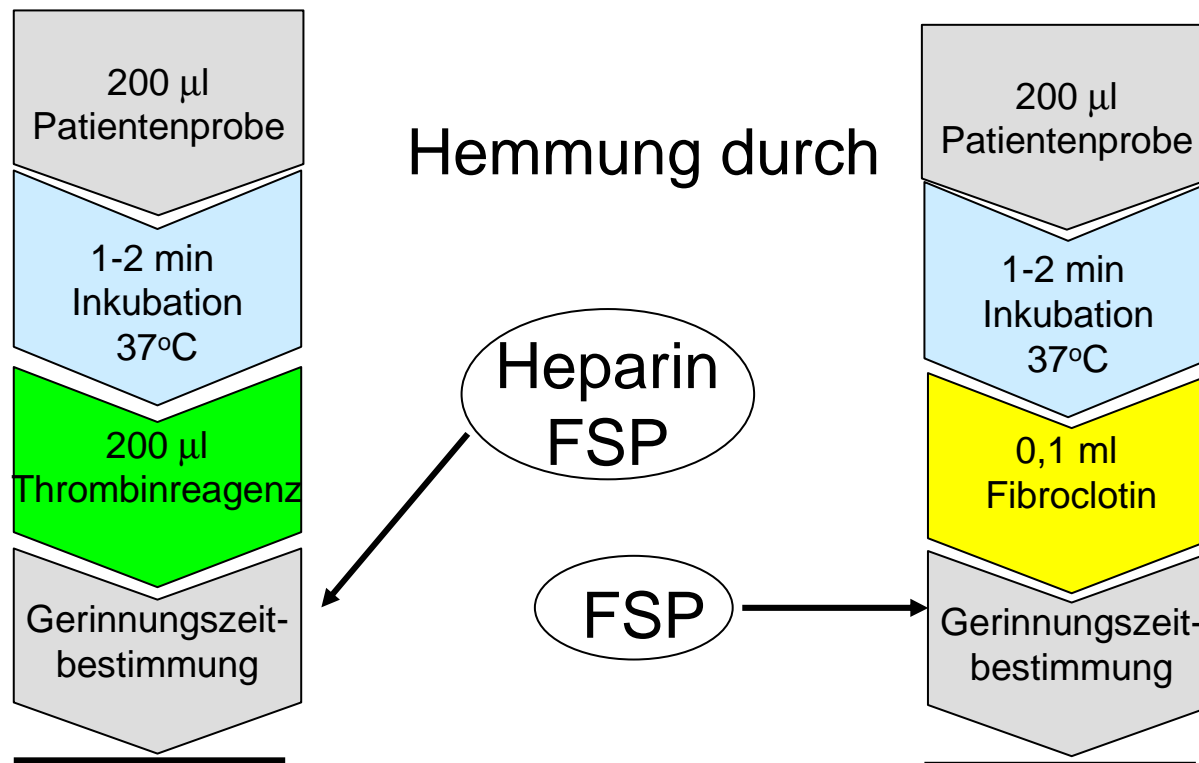 200 μl
Patientenprobe
1-2 min
Inkubation
37°C
200 μl
Thrombinreagenz
Gerinnungszeit-
bestimmung
Hemmung durch
Heparin
FSP
FSP
200 μl
Patientenprobe
1-2 min
Inkubation
37°C
0,1 ml
Fibroclotin
Gerinnungszeit-
bestimmung